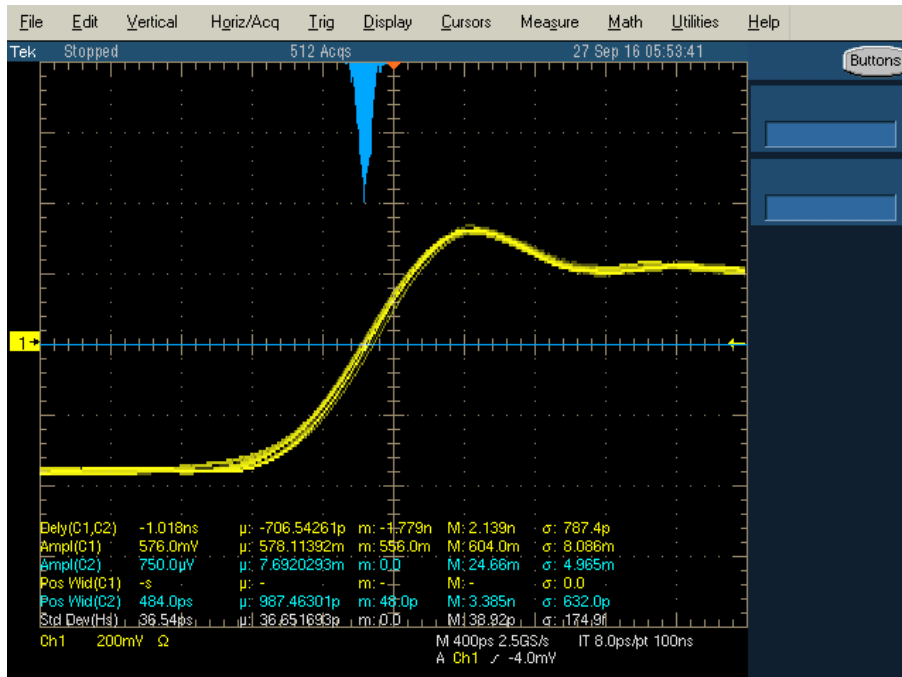 File Edit Vertical Horiz/Acq Trig Display Cursors Measure Math Utilities Help
Tek Stopped 512 Acqs 27 Sep 16 05:53:41
Buttons
1
Dely(C1,C2) -1.018ns µ: -706.54261p m: -1.779n M: 2.139n σ: 787.4p
Ampl(C1) 576.0mV µ: 578.11392m m: 556.0m M: 604.0m σ: 8.086m
Ampl(C2) 750.0µV µ: 7.6920293m m: 0.0 M: 24.66m σ: 4.965m
Pos Wid(C1) -s µ: - m: - M: - σ: 0.0
Pos Wid(C2) 484.0ps µ: 987.46301p m: 48.0p M: 3.385n σ: 632.0p
Std Dev(Hs) 36.54ps µ: 36.651693p m: 0.0 M: 38.92p σ: 174.9f
Ch1 200mV Ω M 400ps 2.5GS/s IT 8.0ps/pt 100ns
A Ch1 -4.0mV